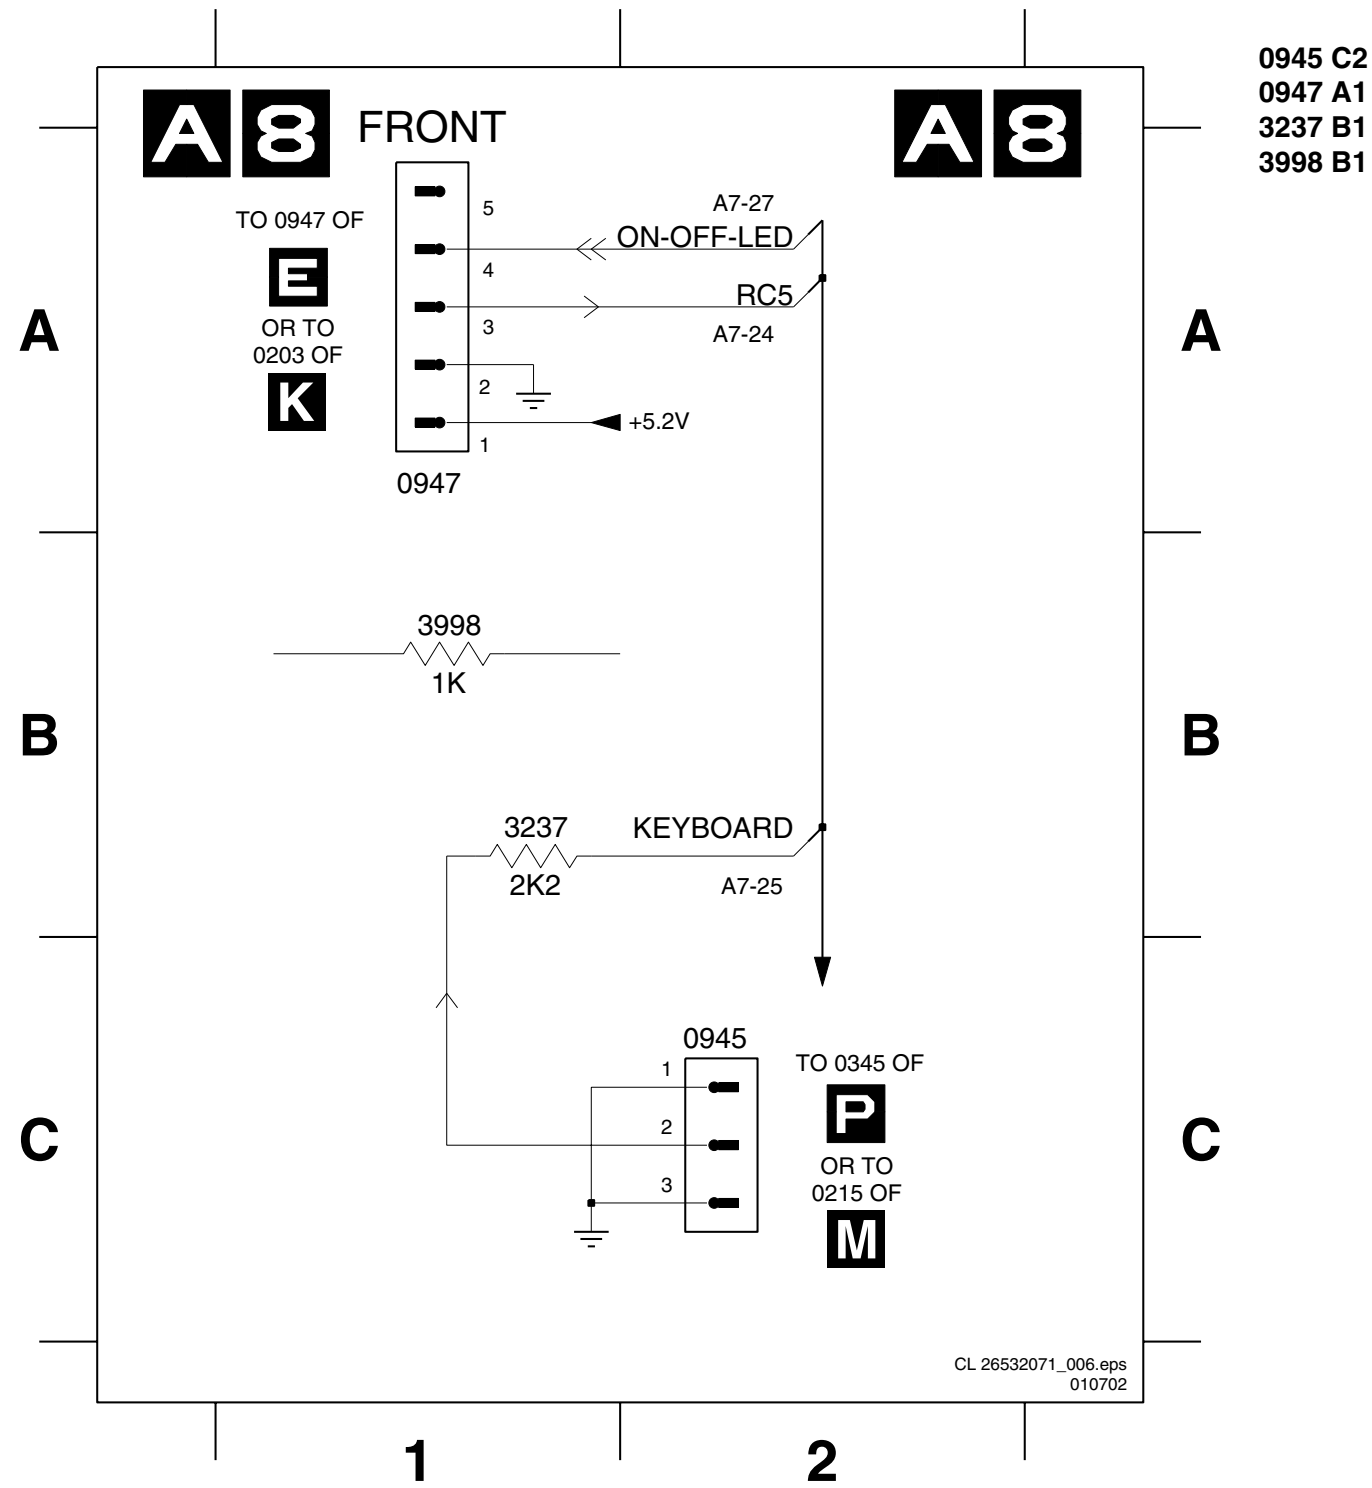 0945 C2
0947 A1
3237 B1
3998 B1
A8 FRONT
A8
TO 0947 OF
E
OR TO
0203 OF
K
5
4
3
2
1
A7-27
ON-OFF-LED
RC5
A7-24
+5.2V
0947
A
A
3998
1K
B
B
3237
2K2
KEYBOARD
A7-25
0945
1
2
3
TO 0345 OF
P
OR TO
0215 OF
M
C
C
CL 26532071_006.eps
010702
1
2